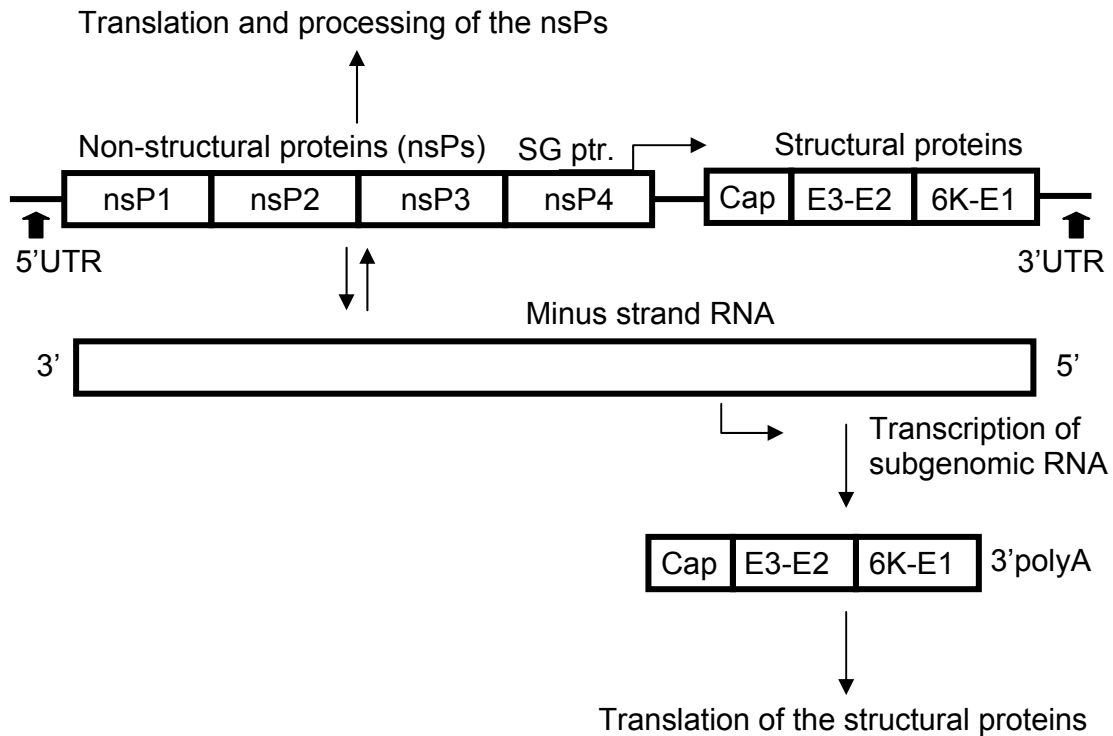 Translation and processing of the nsPs
Non-structural proteins (nsPs)
SG ptr.
Structural proteins
nsP1
nsP2
nsP3
nsP4
Cap
E3-E2
6K-E1
5’UTR
3’UTR
Minus strand RNA
3’
5’
Transcription of
subgenomic RNA
Cap
E3-E2
6K-E1
3’polyA
Translation of the structural proteins